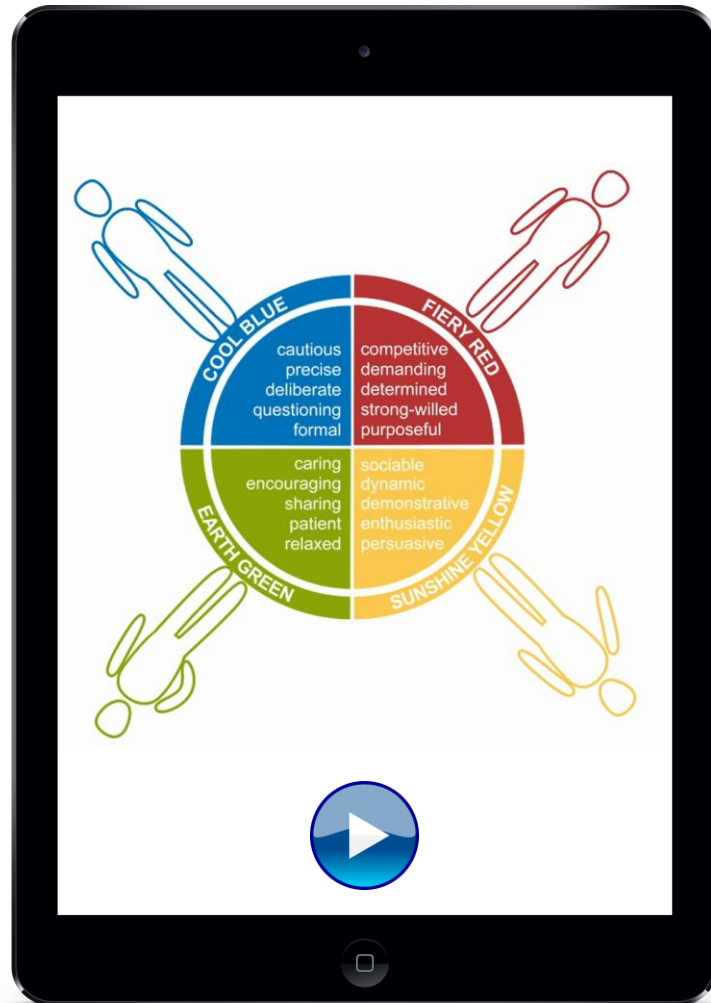 COOL BLUE
cautious
precise
deliberate
questioning
formal
FIERY RED
competitive
demanding
determined
strong-willed
purposeful
EARTH GREEN
caring
encouraging
sharing
patient
relaxed
SUNSHINE YELLOW
sociable
dynamic
demonstrative
enthusiastic
persuasive